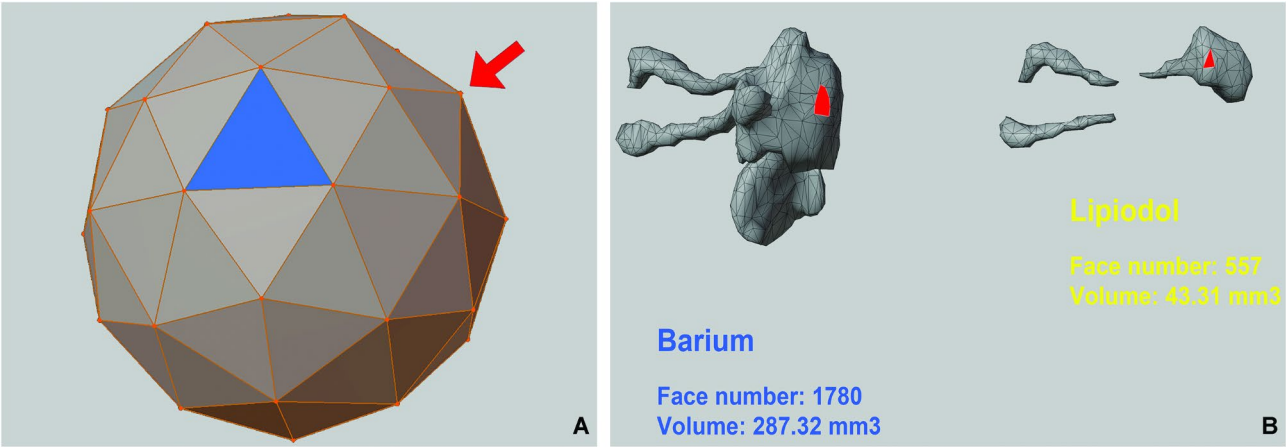 A
Lipiodol
Face number: 557
Volume: 43.31 mm3
Barium
Face number: 1780
Volume: 287.32 mm3
B